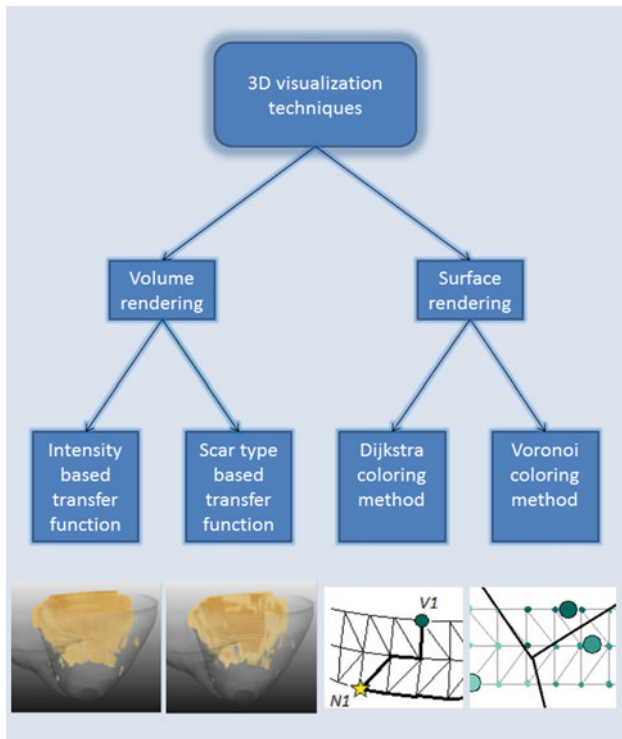 3D visualization
techniques
Volume
rendering
Surface
rendering
Intensity
based
transfer
function
Scar type
based
transfer
function
Dijkstra
coloring
method
Voronoi
coloring
method
V1
N1